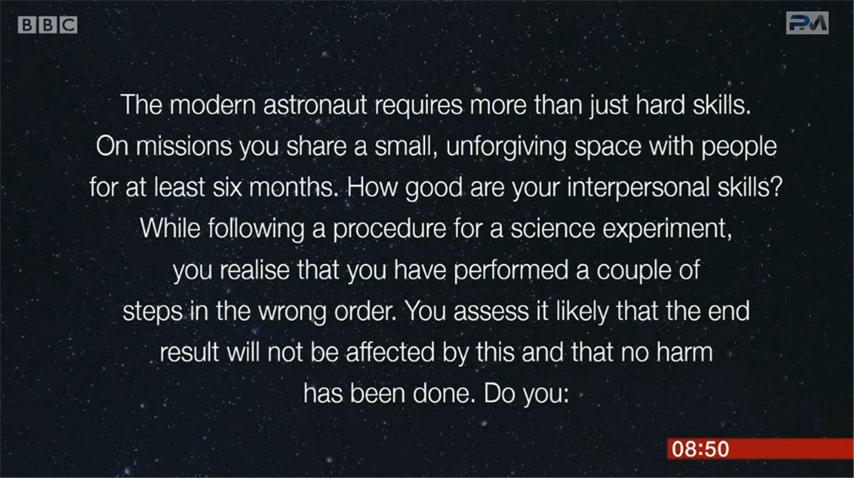 BBC
PM
The modern astronaut requires more than just hard skills.
On missions you share a small, unforgiving space with people
for at least six months. How good are your interpersonal skills?
While following a procedure for a science experiment,
you realise that you have performed a couple of
steps in the wrong order. You assess it likely that the end
result will not be affected by this and that no harm
has been done. Do you:
08:50